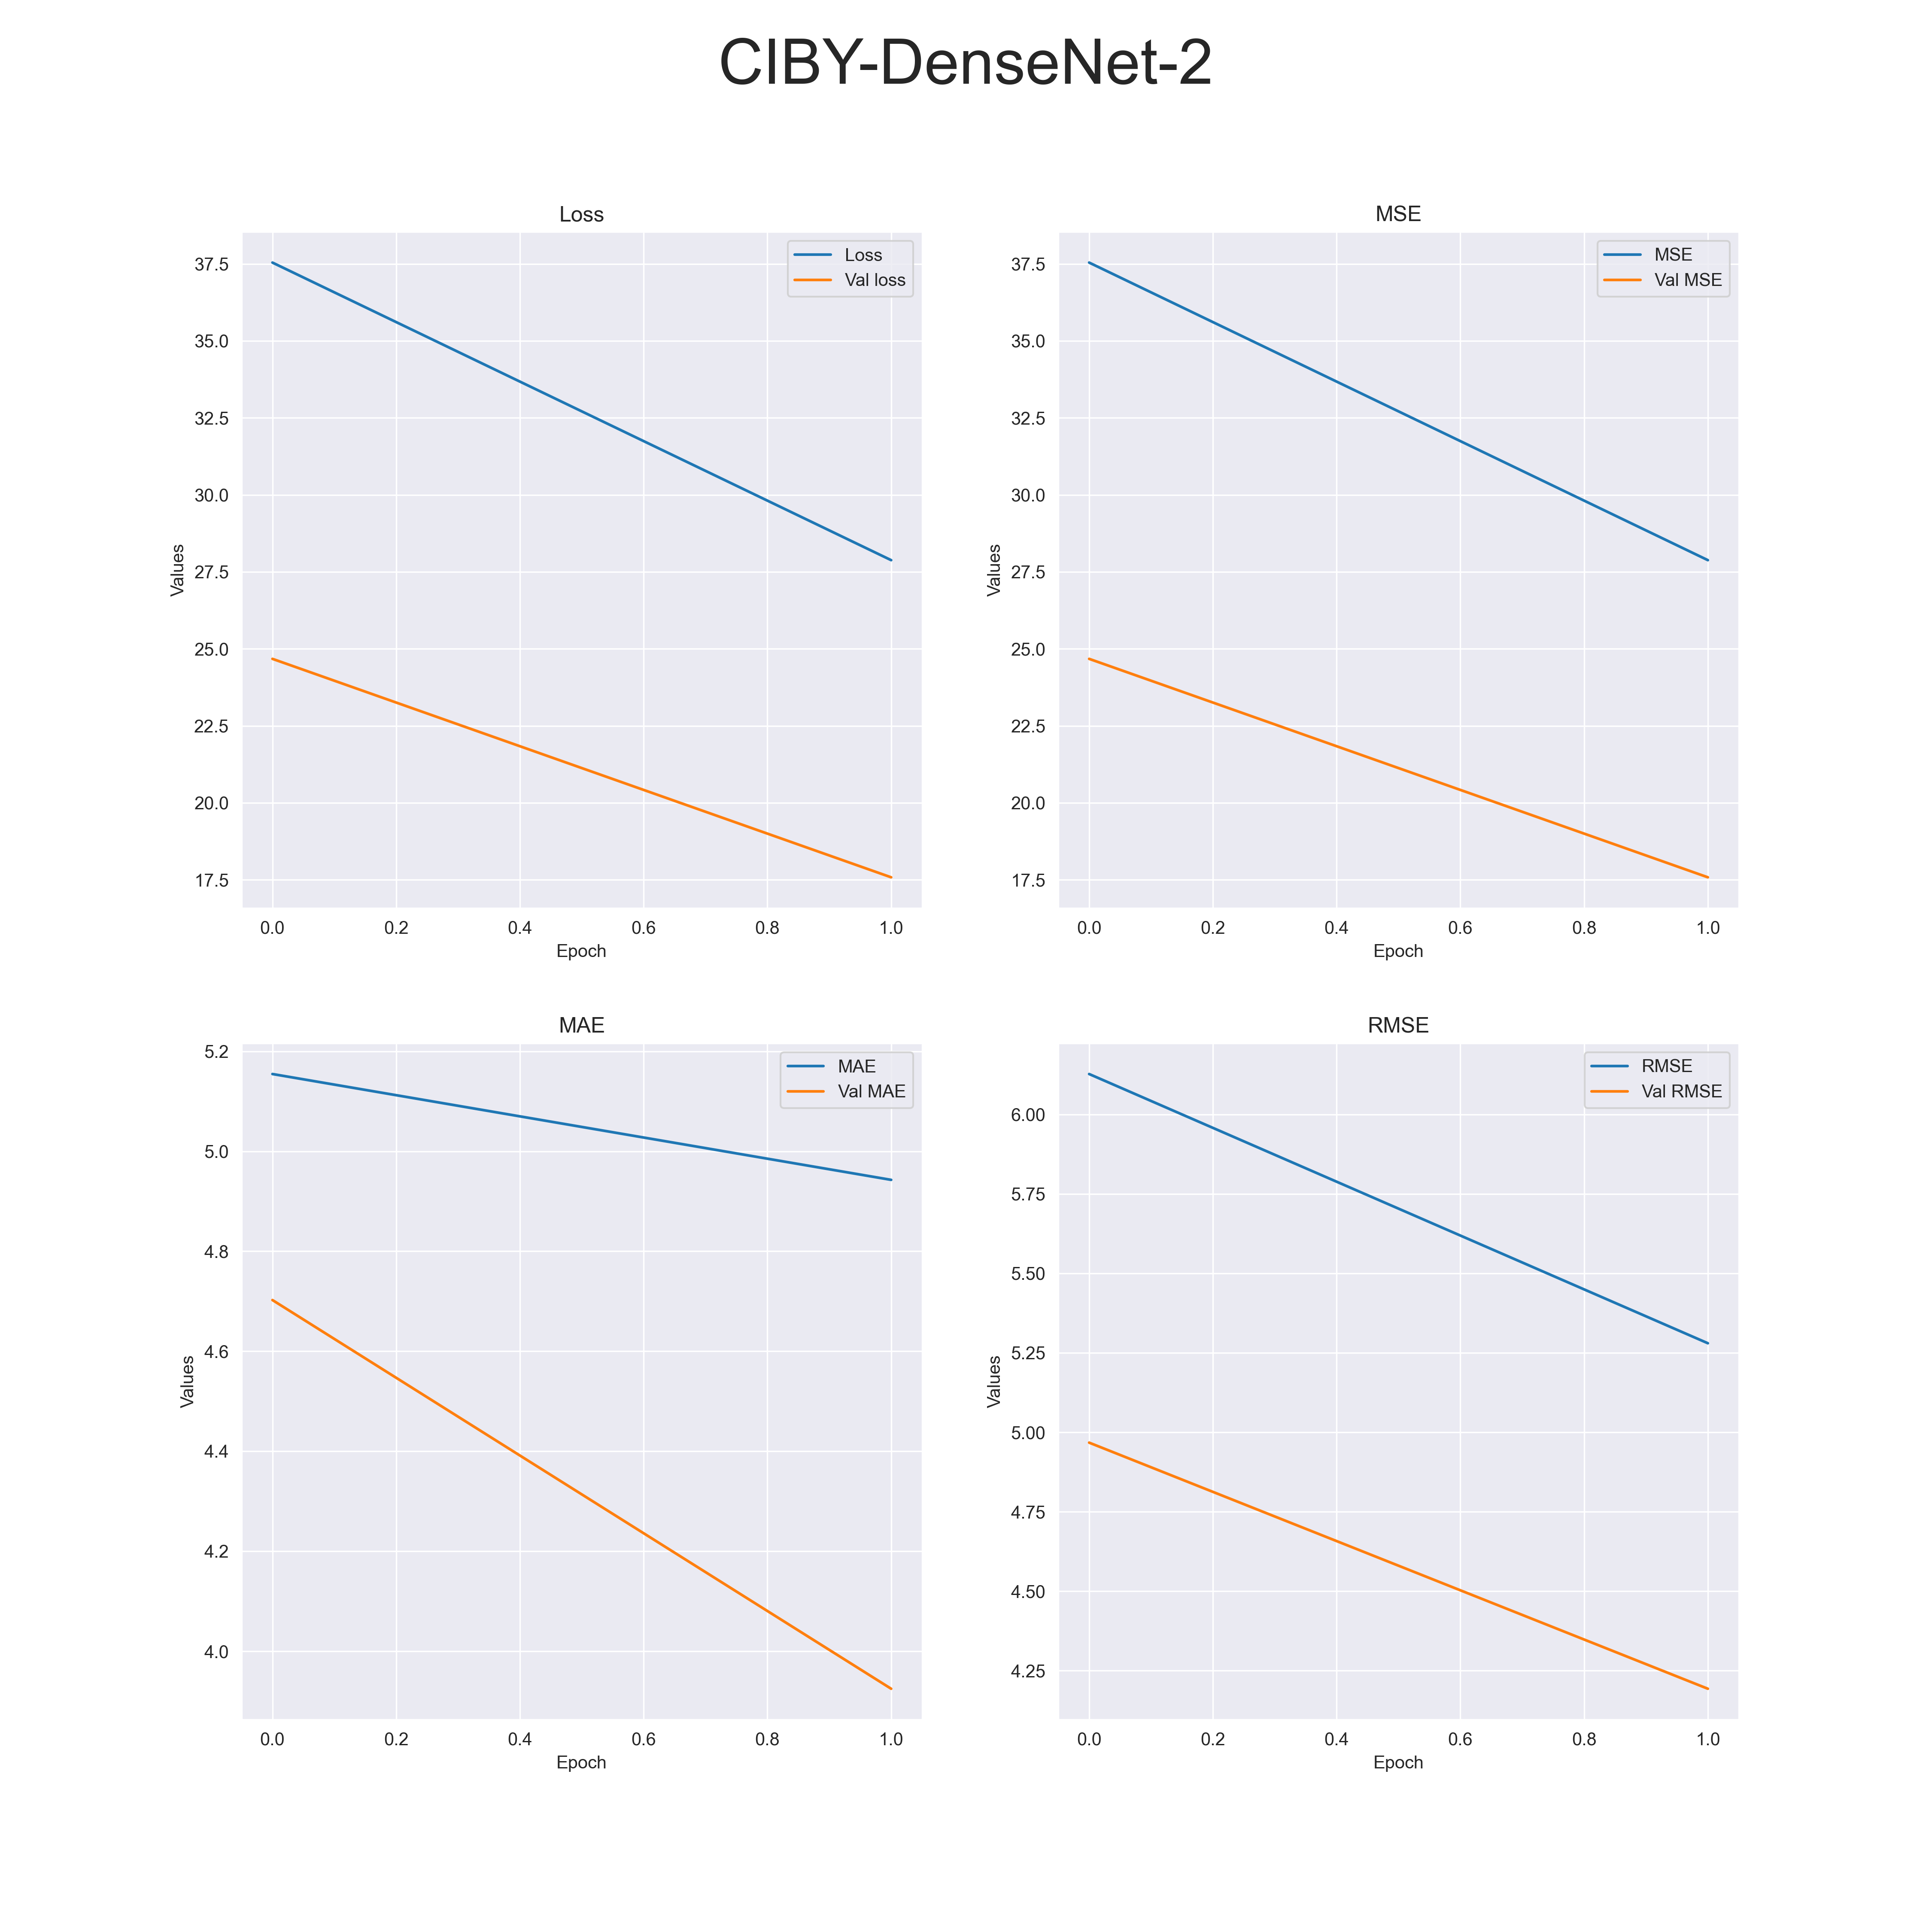 CIBY-DenseNet-2
Loss
Loss
Val loss
37.5
35.0
32.5
30.0
27.5
25.0
22.5
20.0
17.5
Values
0.0 0.2 0.4 0.6 0.8 1.0
Epoch
MSE
MSE
Val MSE
37.5
35.0
32.5
30.0
27.5
25.0
22.5
20.0
17.5
Values
0.0 0.2 0.4 0.6 0.8 1.0
Epoch
MAE
MAE
Val MAE
5.2
5.0
4.8
4.6
4.4
4.2
4.0
Values
0.0 0.2 0.4 0.6 0.8 1.0
Epoch
RMSE
RMSE
Val RMSE
6.00
5.75
5.50
5.25
5.00
4.75
4.50
4.25
Values
0.0 0.2 0.4 0.6 0.8 1.0
Epoch